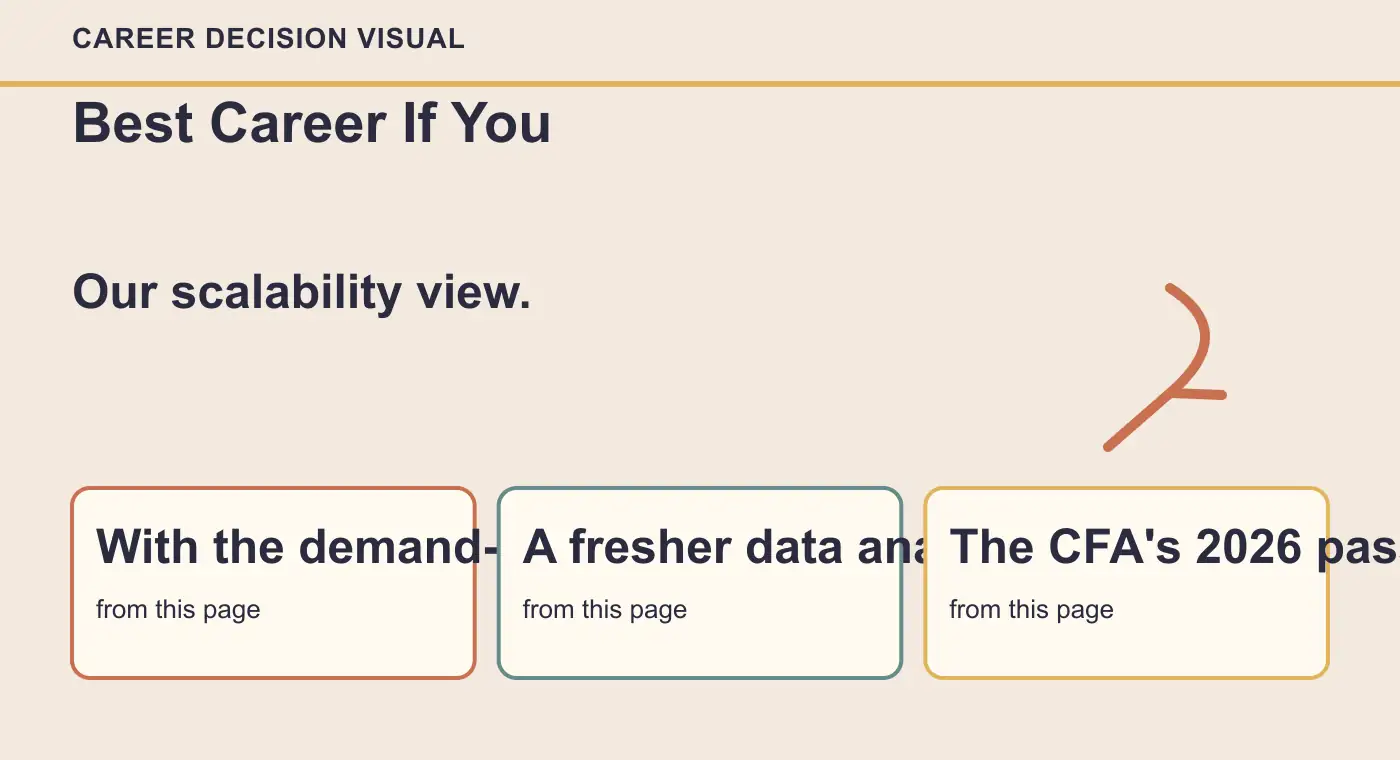 CAREER DECISION VISUAL
Best Career If You
Our scalability view.
With the demand-
from this page
A fresher data ana
from this page
The CFA's 2026 pas
from this page